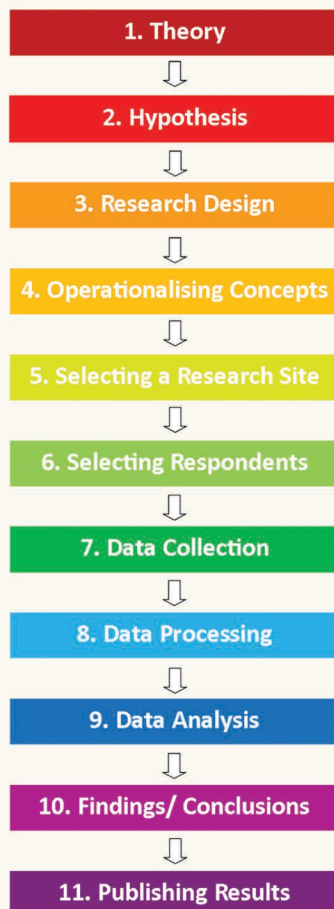 1. Theory
2. Hypothesis
3. Research Design
4. Operationalising Concepts
5. Selecting a Research Site
6. Selecting Respondents
7. Data Collection
8. Data Processing
9. Data Analysis
10. Findings/ Conclusions
11. Publishing Results